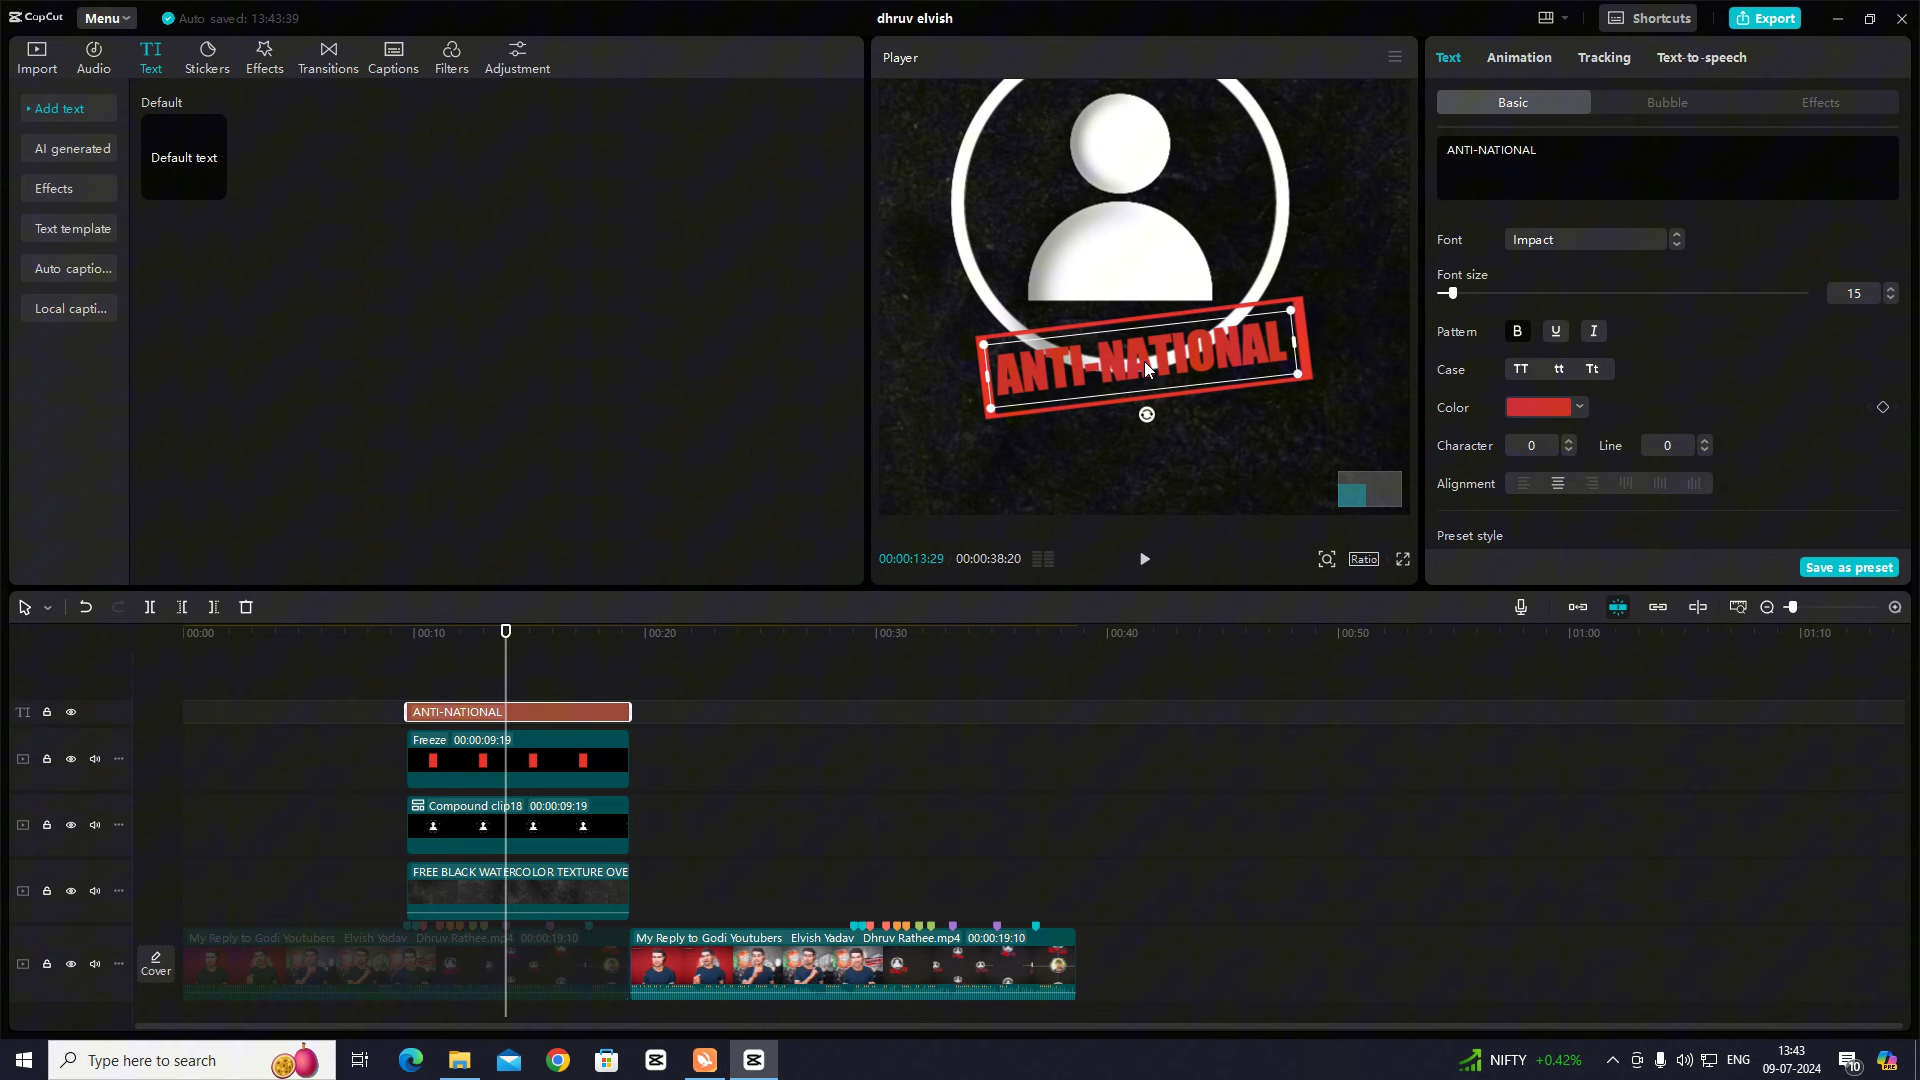 CapCut
Menu
Auto saved: 13:43:39
dhruv elvish
Shortcuts
Export
Import
Audio
TI
Text
Stickers
Effects
Transitions
Captions
Filters
Adjustment
Add text
AI generated
Effects
Text template
Auto captio...
Local capti...
Default
Default text
Player
ANTI-NATIONAL
00:00:13:29
00:00:38:20
Ratio
Text
Animation
Tracking
Text-to-speech
Basic
Bubble
Effects
ANTI-NATIONAL
Font
Impact
Font size
15
Pattern
B
U
I
Case
TT
tt
Tt
Color
Character
0
Line
0
Alignment
Preset style
Save as preset
00:00
00:10
00:20
00:30
00:40
00:50
01:00
01:10
TI
ANTI-NATIONAL
Freeze 00:00:09:19
Compound clip18 00:00:09:19
FREE BLACK WATERCOLOR TEXTURE OVE
Cover
My Reply to Godi Youtubers Elvish Yadav Dhruv Rathee.mp4 00:00:19:10
My Reply to Godi Youtubers Elvish Yadav Dhruv Rathee.mp4 00:00:19:10
Type here to search
NIFTY +0.42%
ENG
13:43
09-07-2024
10
PRE